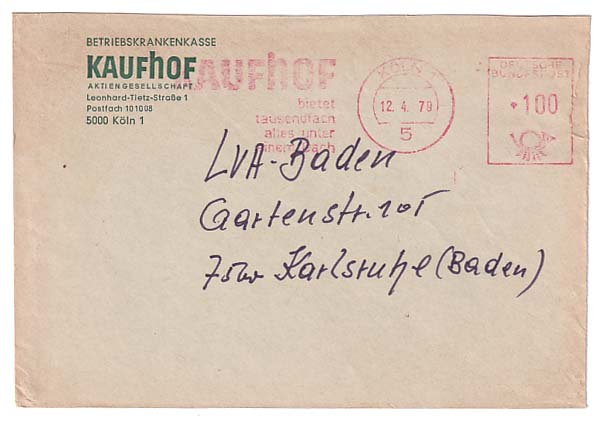 BETRIEBSKRANKENKASSE
KAUFhOF
AKTIENGESELLSCHAFT
Leonhard-Tietz-Straße 1
Postfach 101008
5000 Köln 1
KAUFhOF
bietet
tausendfach
alles unter
einem Dach
KÖLN
12.4.79
5
DEUTSCHE
BUNDESPOST
100
LVA-Baden
Gartenstr. 105
7500 Karlsruhe (Baden)